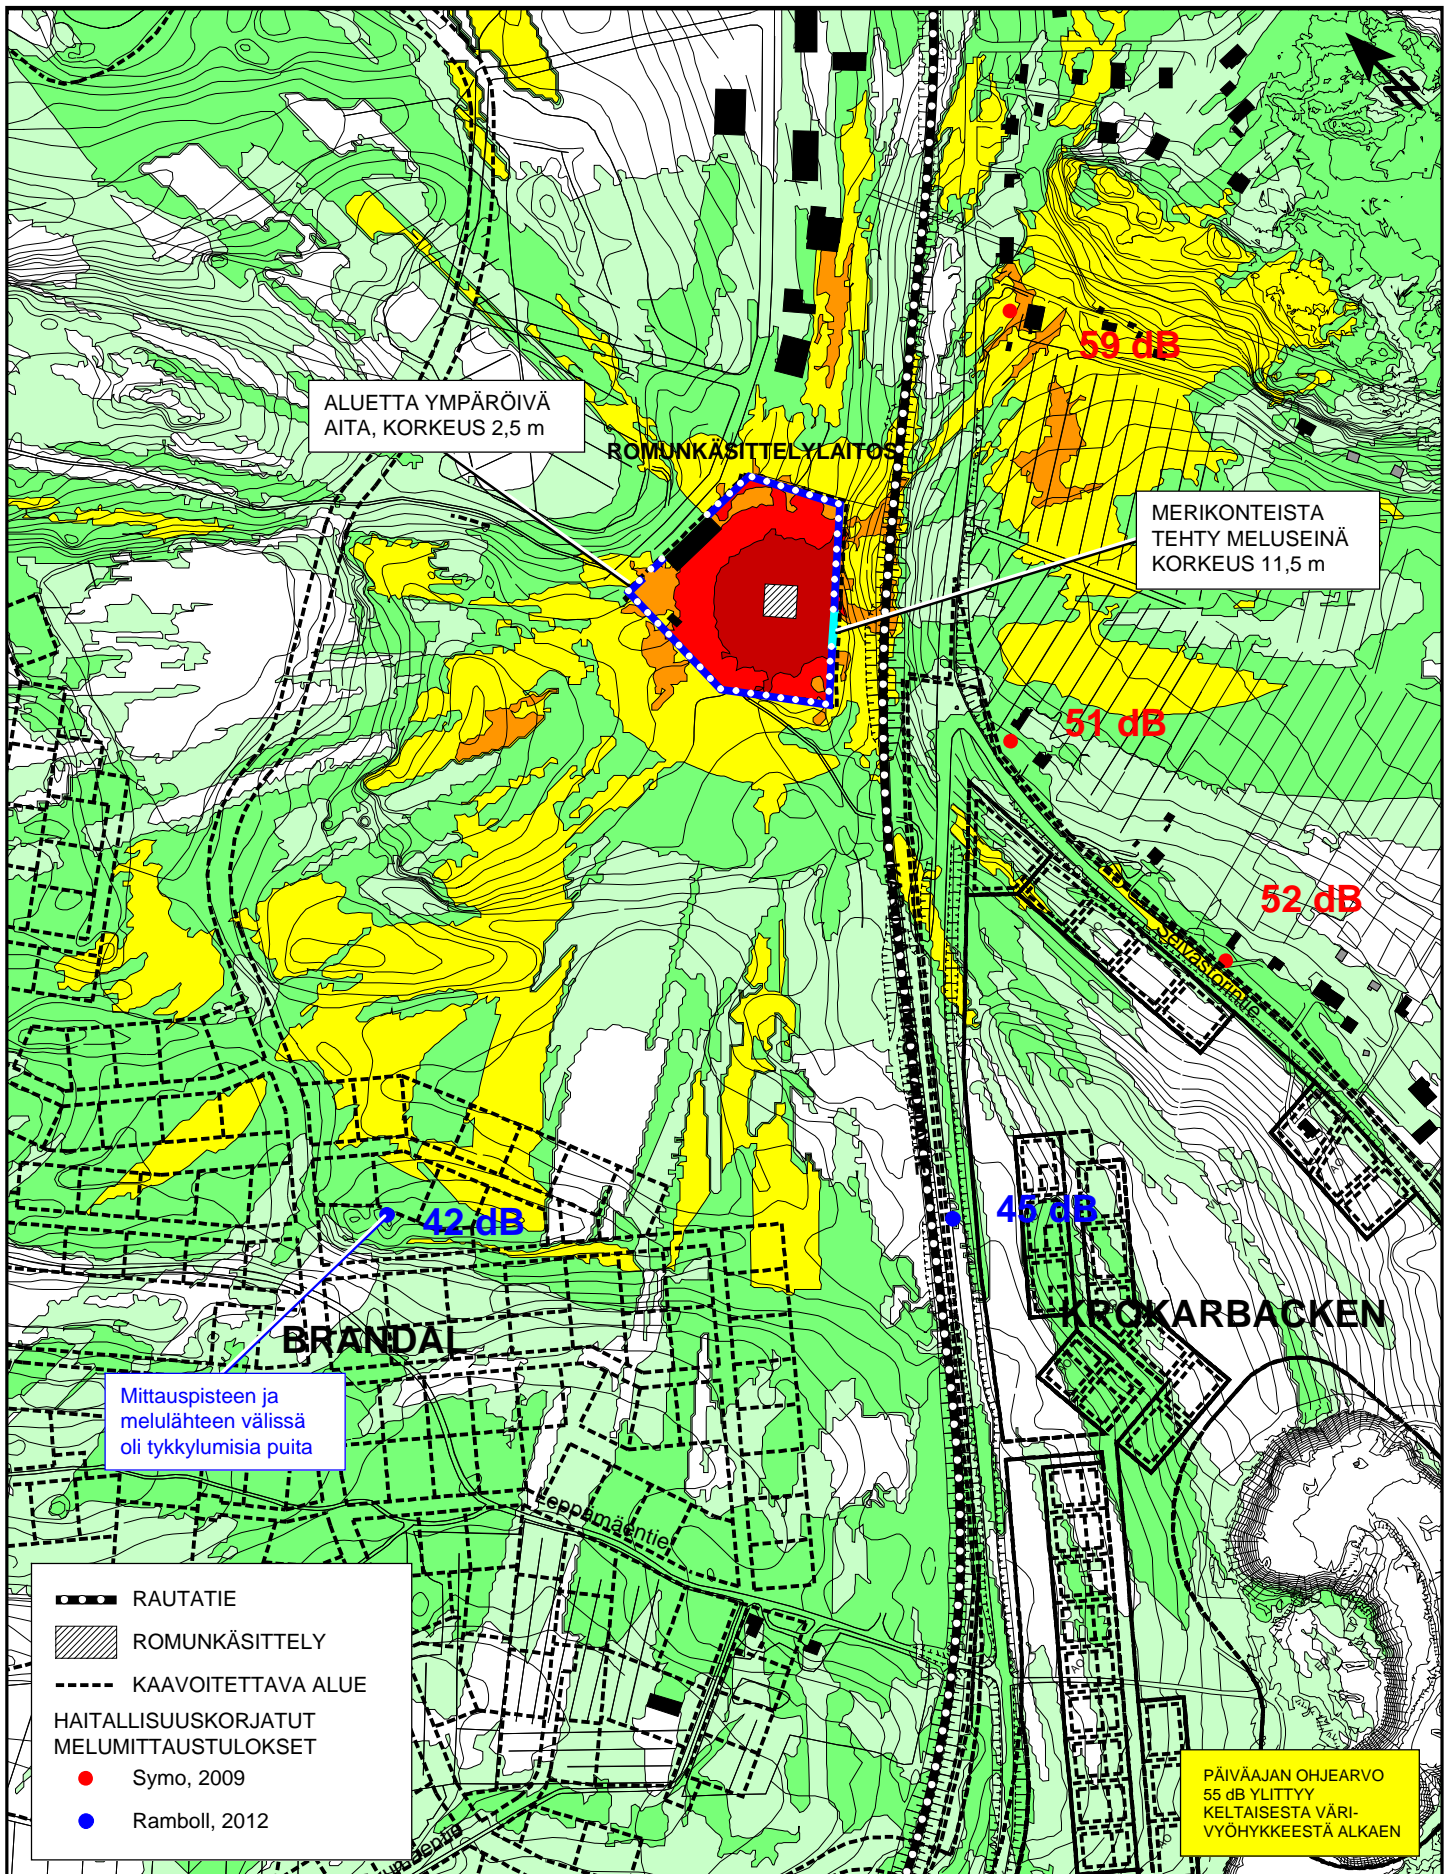 59 dB
ALUETTA YMPÄRÖIVÄ
AITA, KORKEUS 2,5 m
ROMUNKÄSITTELYLAITOS
MERIKONTEISTA
TEHTY MELUSEINÄ
KORKEUS 11,5 m
51 dB
52 dB
Selvästorintie
42 dB
45 dB
BRANDAL
KROKARBACKEN
Mittauspisteen ja
melulähteen välissä
oli tykkylumisia puita
Leppämäentie
RAUTATIE
ROMUNKÄSITTELY
KAAVOITETTAVA ALUE
HAITALLISUUSKORJATUT
MELUMITTAUSTULOKSET
Symo, 2009
Ramboll, 2012
PÄIVÄAJAN OHJEARVO
55 dB YLITTYY
KELTAISESTA VÄRI-
VYÖHYKKEESTÄ ALKAEN